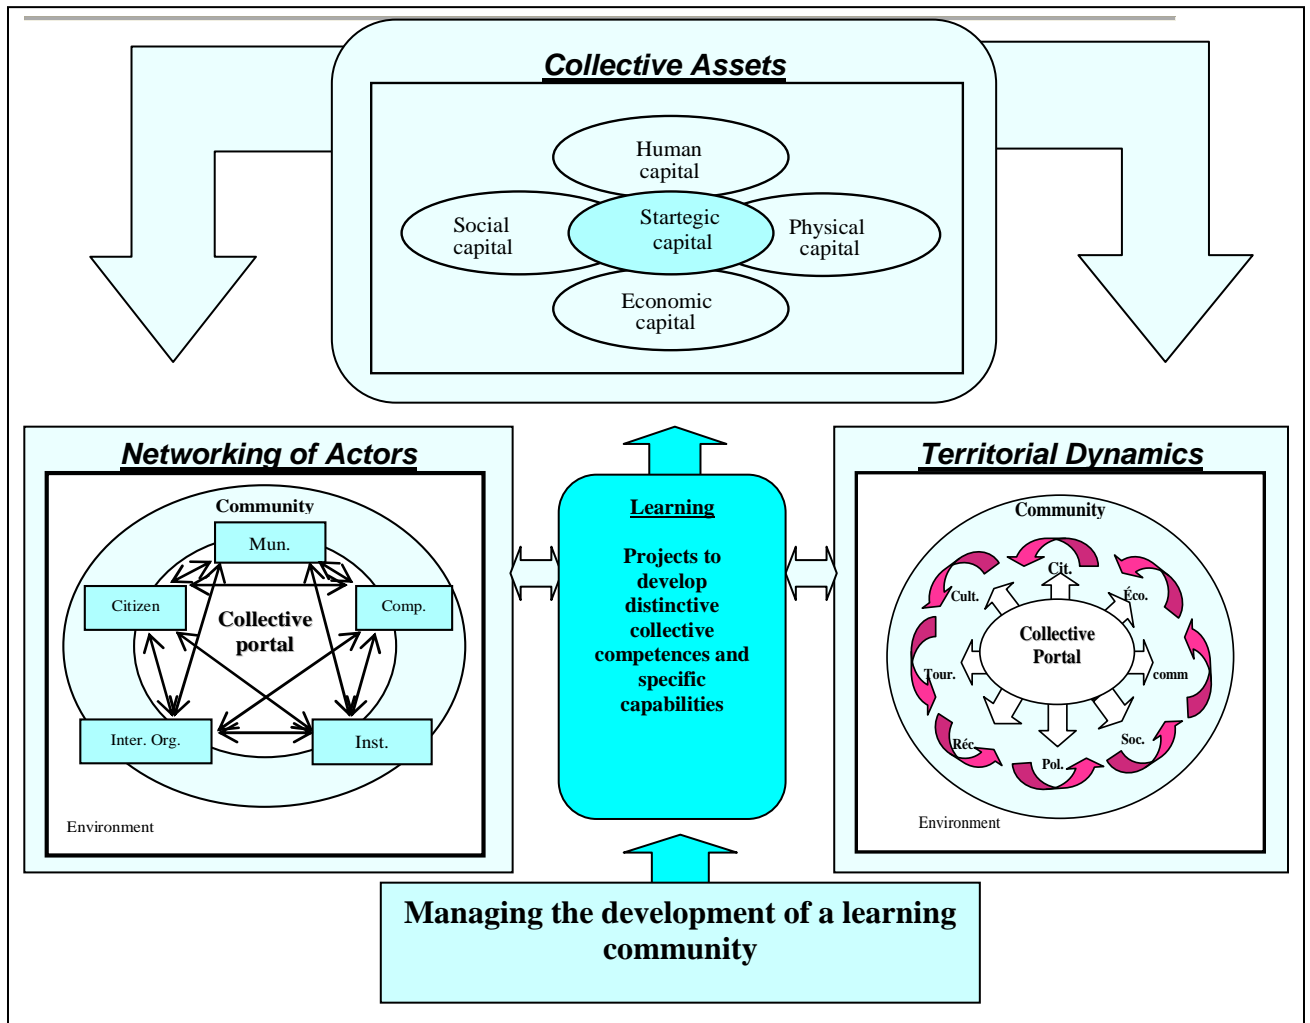 Collective Assets
Human
capital
Social
capital
Startegic
capital
Physical
capital
Economic
capital
Networking of Actors
Community
Mun.
Citizen
Comp.
Collective
portal
Inter. Org.
Inst.
Environment
Learning
Projects to
develop
distinctive
collective
competences and
specific
capabilities
Territorial Dynamics
Community
Cit.
Cult.
Éco.
Collective
Portal
Tour.
comm
Réc.
Soc.
Pol.
Environment
Managing the development of a learning
community